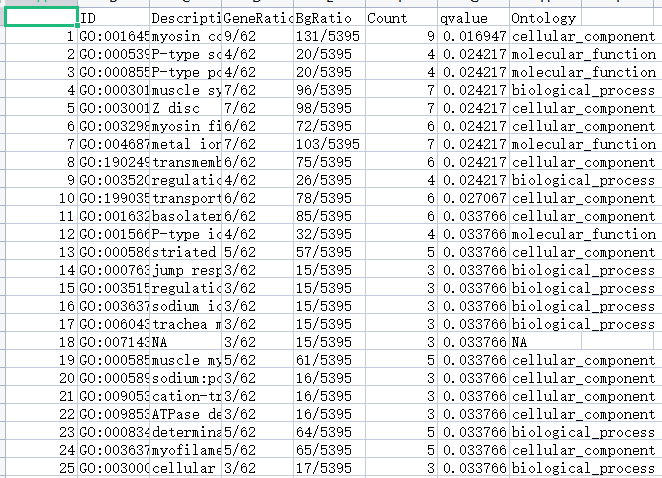 ID Descripti GeneRatio BgRatio Count qvalue Ontology
1 GO:001645 myosin co 9/62 131/5395 9 0.016947 cellular_component
2 GO:000539 P-type so 4/62 20/5395 4 0.024217 molecular_function
3 GO:000855 P-type po 4/62 20/5395 4 0.024217 molecular_function
4 GO:000301 muscle sy 7/62 96/5395 7 0.024217 biological_process
5 GO:003001 Z disc 7/62 98/5395 7 0.024217 cellular_component
6 GO:003298 myosin fi 6/62 72/5395 6 0.024217 cellular_component
7 GO:004687 metal ion 7/62 103/5395 7 0.024217 molecular_function
8 GO:190249 transmemb 6/62 75/5395 6 0.024217 cellular_component
9 GO:003520 regulatic 4/62 26/5395 4 0.024217 biological_process
10 GO:199035 transport 6/62 78/5395 6 0.027067 cellular_component
11 GO:001632 basolater 6/62 85/5395 6 0.033766 cellular_component
12 GO:001566 P-type ic 4/62 32/5395 4 0.033766 molecular_function
13 GO:000586 striated 5/62 57/5395 5 0.033766 cellular_component
14 GO:000763 jump resp 3/62 15/5395 3 0.033766 biological_process
15 GO:003515 regulatic 3/62 15/5395 3 0.033766 biological_process
16 GO:003637 sodium ic 3/62 15/5395 3 0.033766 biological_process
17 GO:006043 trachea m 3/62 15/5395 3 0.033766 biological_process
18 GO:007143 NA 3/62 15/5395 3 0.033766 NA
19 GO:000585 muscle my 5/62 61/5395 5 0.033766 cellular_component
20 GO:000589 sodium:po 3/62 16/5395 3 0.033766 cellular_component
21 GO:009053 cation-tr 3/62 16/5395 3 0.033766 cellular_component
22 GO:009853 ATPase de 3/62 16/5395 3 0.033766 cellular_component
23 GO:000834 determina 5/62 64/5395 5 0.033766 biological_process
24 GO:003637 myofilame 5/62 65/5395 5 0.033766 cellular_component
25 GO:003000 cellular 3/62 17/5395 3 0.033766 biological_process